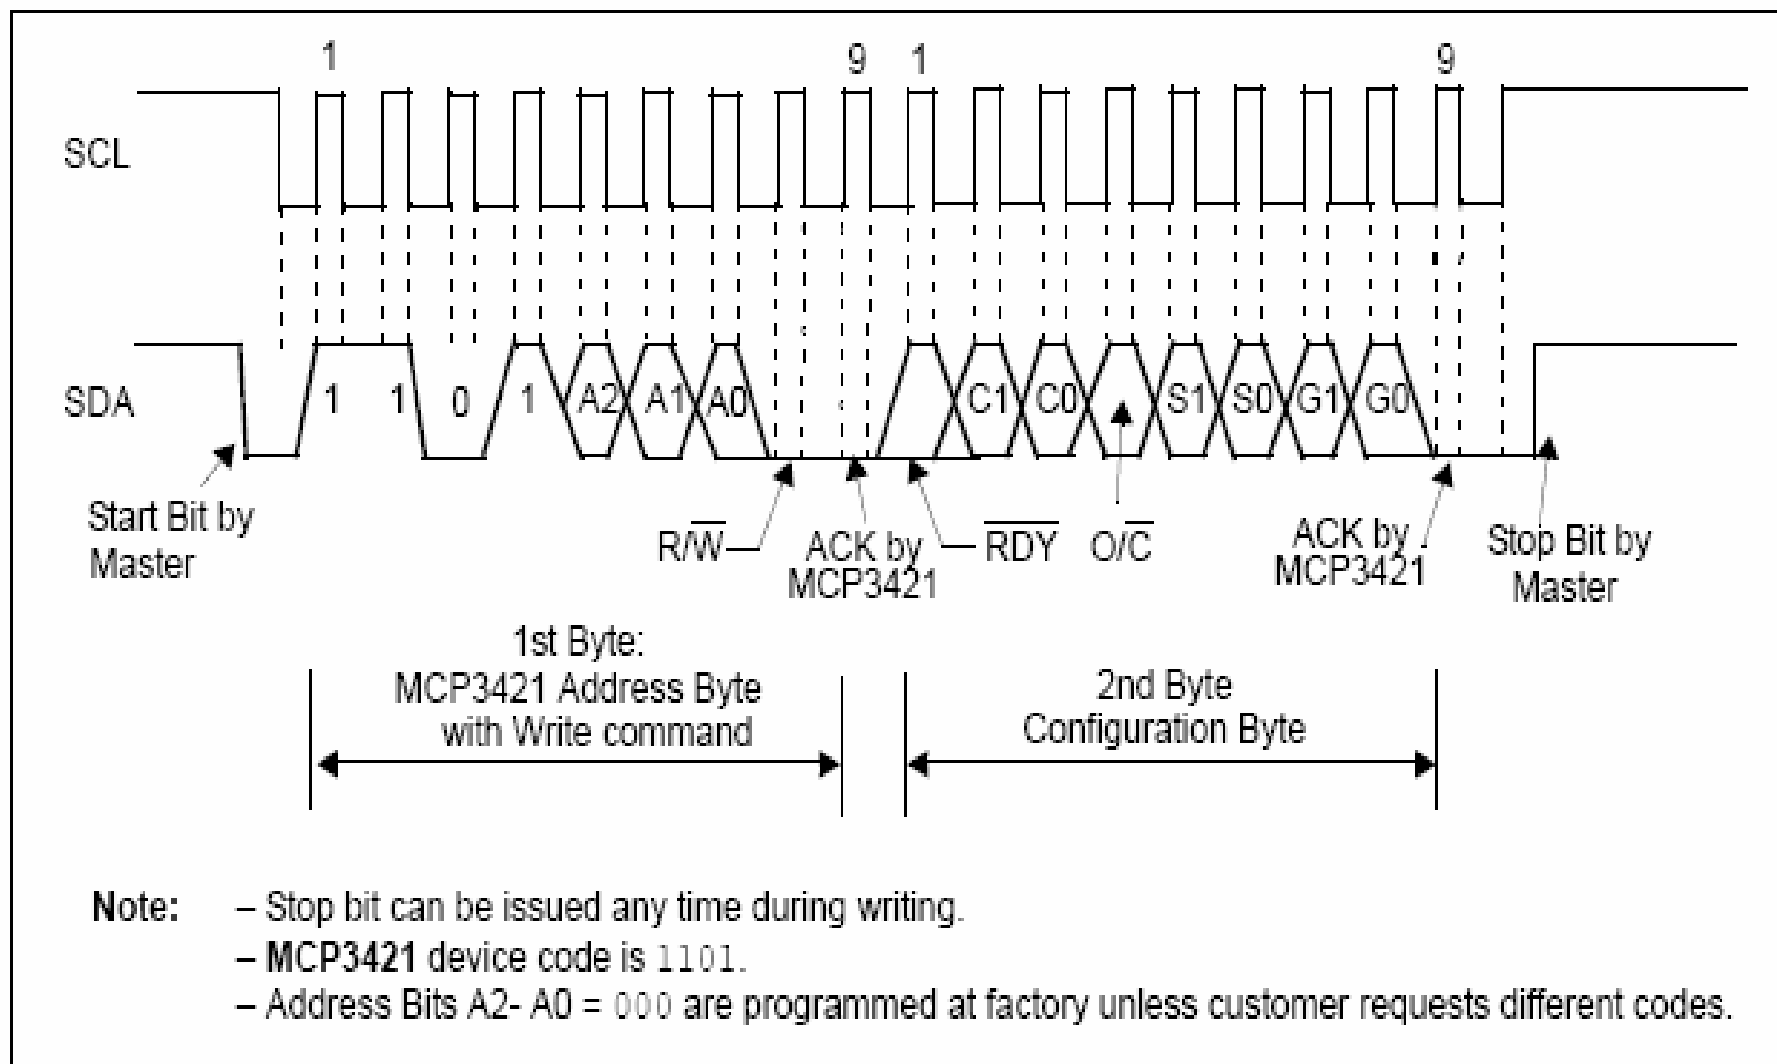 1 9 1 9
SCL
SDA 1 1 0 1 A2 A1 A0 C1 C0 S1 S0 G1 G0
Start Bit by
Master
R/W̅
ACK by
MCP3421
R̅D̅Y̅
O/C̅
ACK by
MCP3421
Stop Bit by
Master
1st Byte:
MCP3421 Address Byte
with Write command
2nd Byte
Configuration Byte
Note: – Stop bit can be issued any time during writing.
– MCP3421 device code is 1101.
– Address Bits A2- A0 = 000 are programmed at factory unless customer requests different codes.